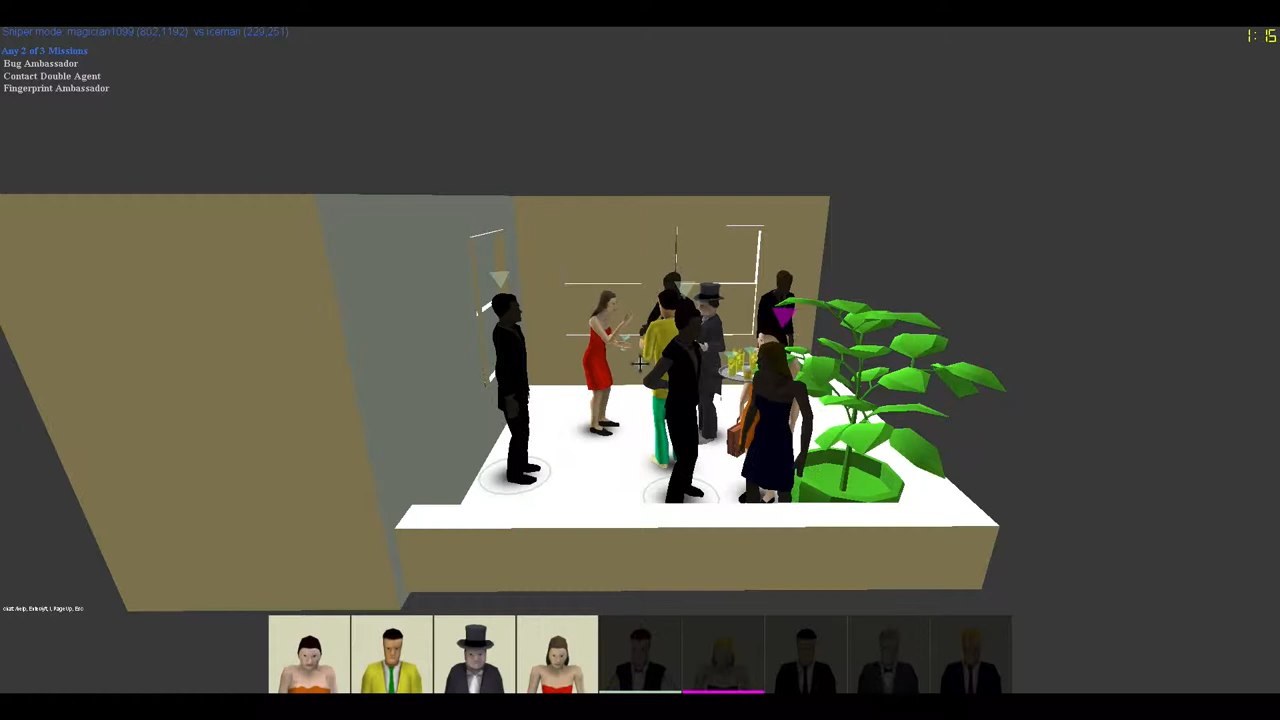 Sniper mode: magician1099 (802,1192) vs iceman (229,251)
1:15
Any 2 of 3 Missions
Bug Ambassador
Contact Double Agent
Fingerprint Ambassador